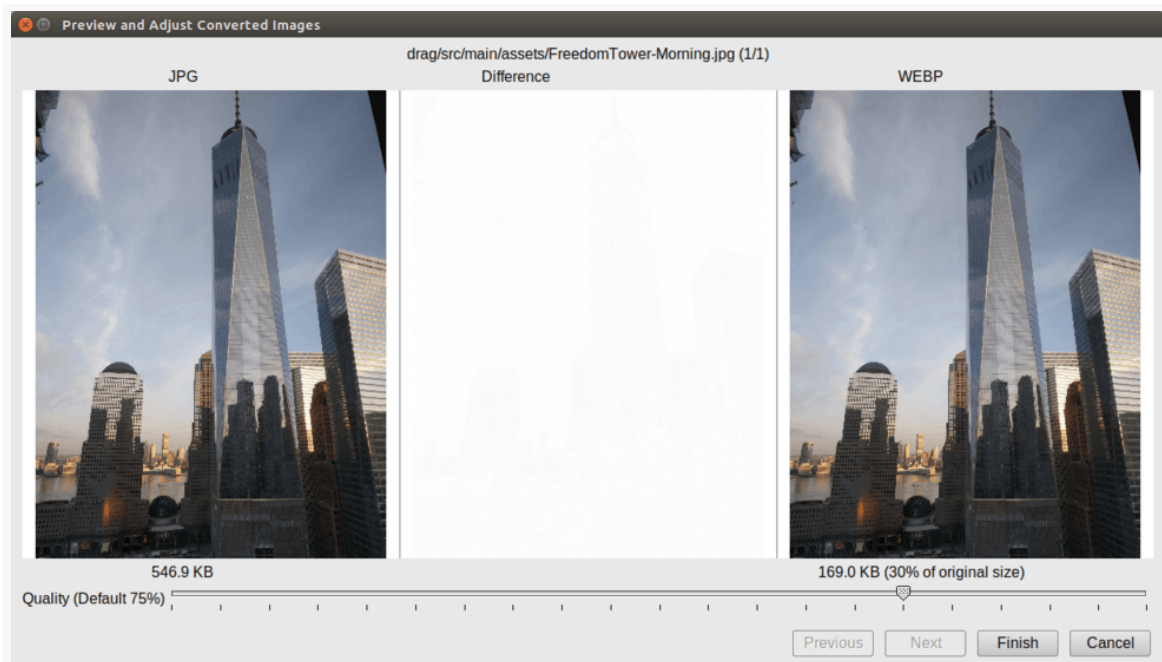 Preview and Adjust Converted Images
drag/src/main/assets/FreedomTower-Morning.jpg (1/1)
JPG Difference WEBP
546.9 KB 169.0 KB (30% of original size)
Quality (Default 75%)
Previous Next Finish Cancel